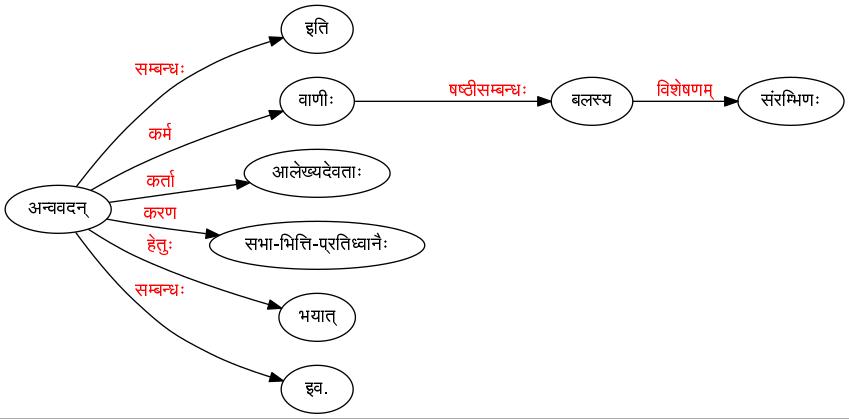 इति
सम्बन्धः
वाणीः
षष्ठीसम्बन्धः
बलस्य
विशेषणम्
संरम्भिणः
कर्म
आलेख्यदेवताः
कर्ता
अन्ववदन्
करण
सभा-भित्ति-प्रतिध्वानैः
हेतुः
सम्बन्धः
भयात्
इव.